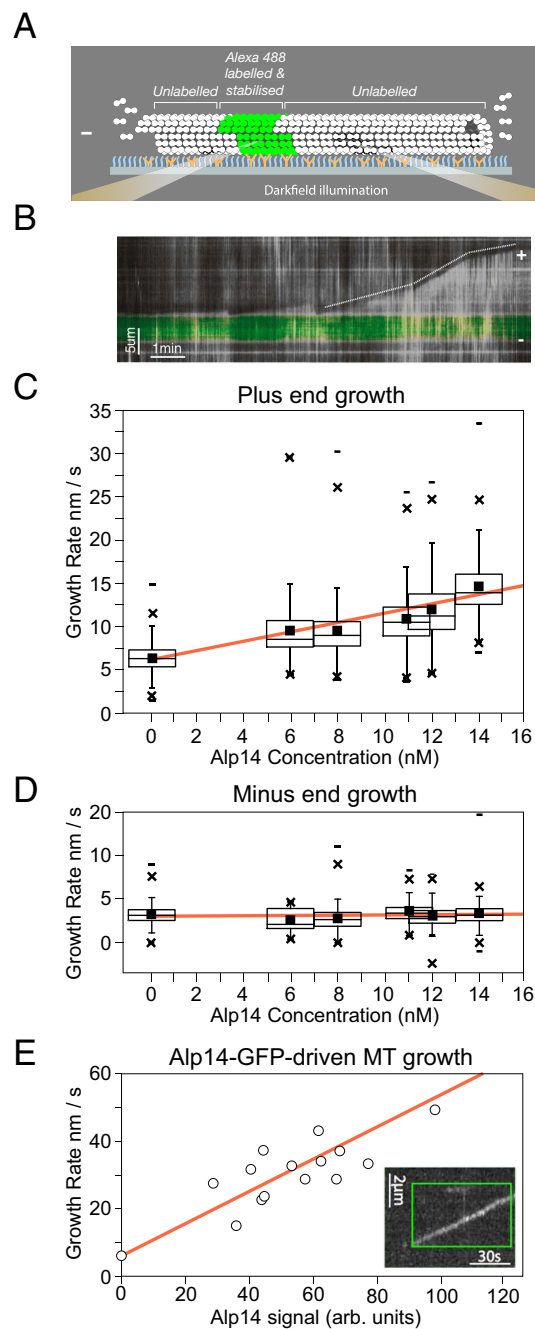 A
Alexa 488
labelled &
stabilised
Unlabelled
Unlabelled
-
Darkfield illumination
B
+
-
5um
1min
C
Plus end growth
Growth Rate nm / s
35
30
25
20
15
10
5
0
0 2 4 6 8 10 12 14 16
Alp14 Concentration (nM)
D
Minus end growth
Growth Rate nm / s
20
10
5
0
0 2 4 6 8 10 12 14 16
Alp14 Concentration (nM)
E
Alp14-GFP-driven MT growth
Growth Rate nm / s
60
40
20
0
2µm
30s
0 20 40 60 80 100 120
Alp14 signal (arb. units)